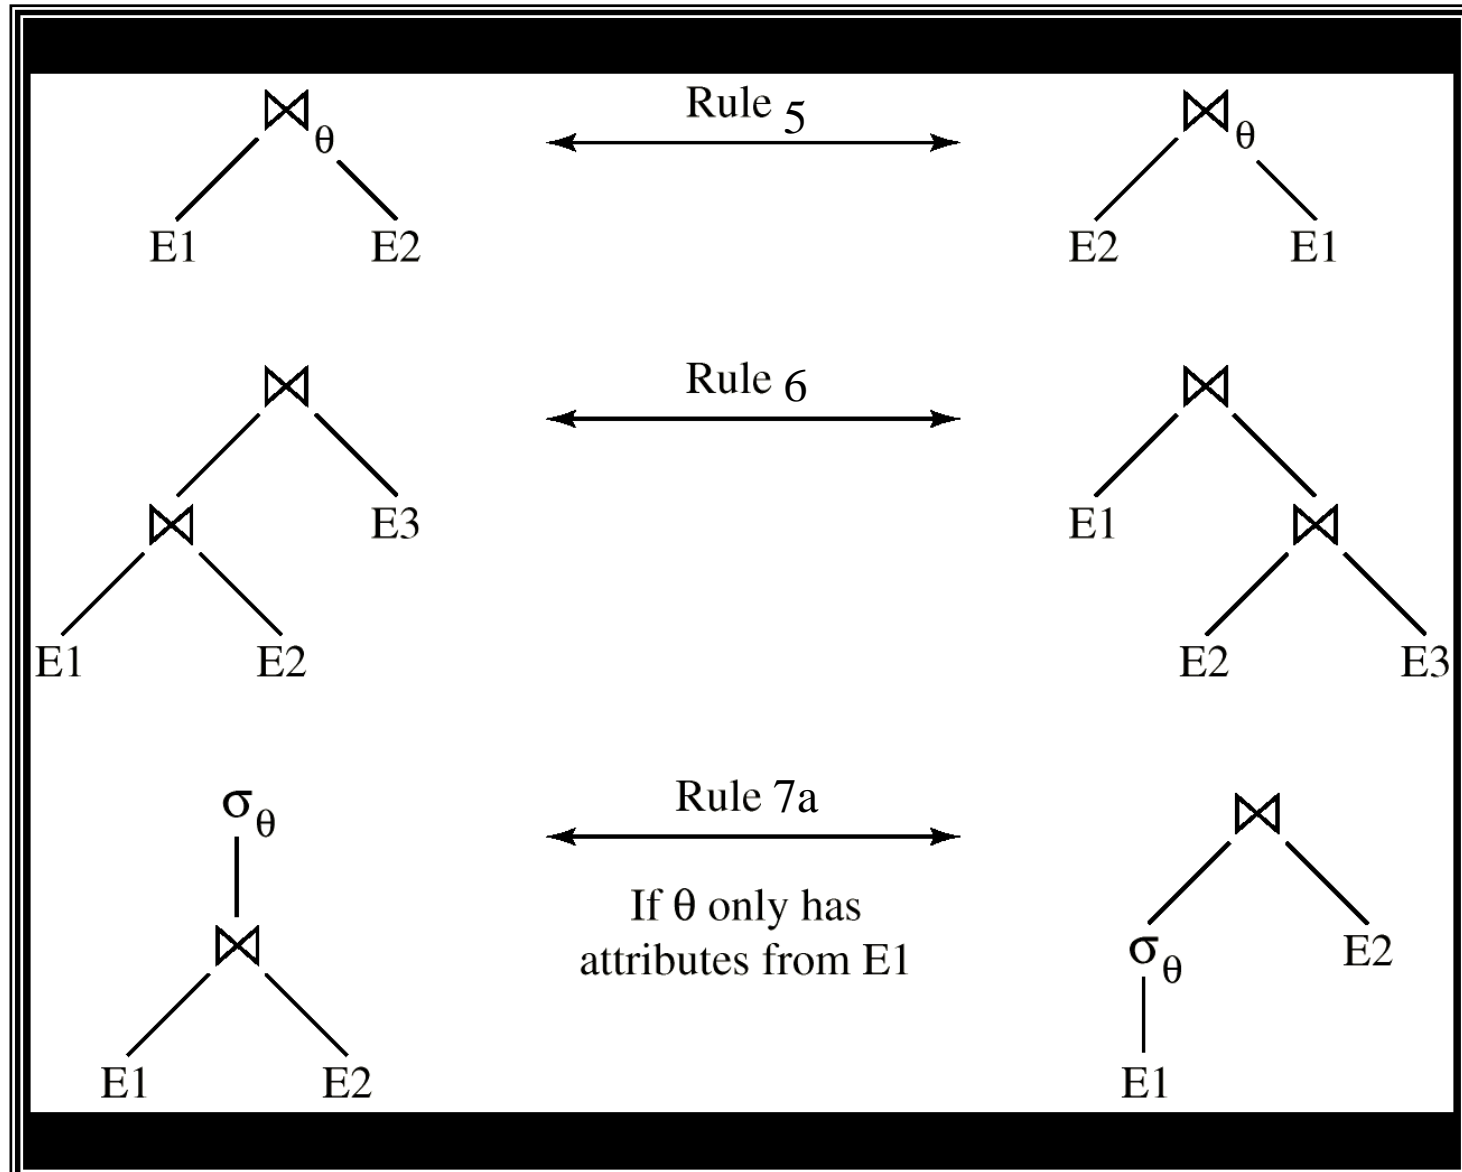 ⋈θ Rule 5 ⋈θ
E1 E2 E2 E1
⋈ Rule 6 ⋈
⋈ E3 E1 ⋈
E1 E2 E2 E3
σθ Rule 7a ⋈
If θ only has
⋈ attributes from E1 σθ E2
E1 E2 E1